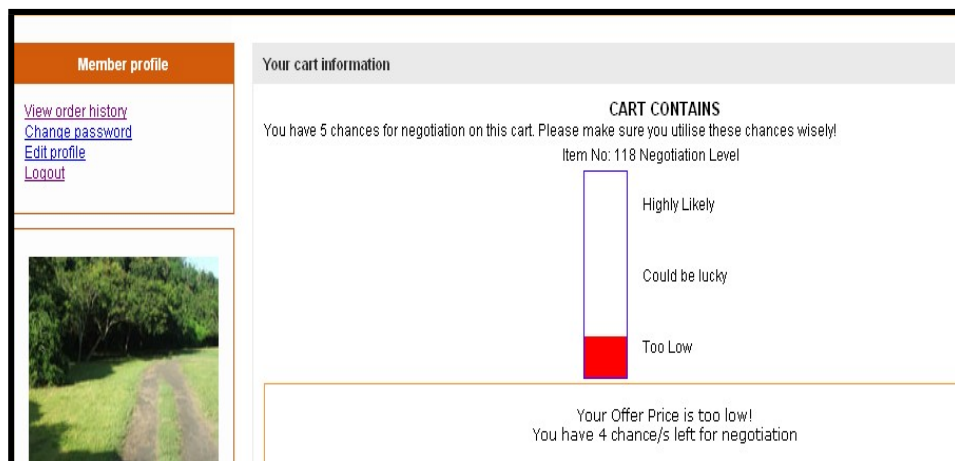 Member profile
View order history
Change password
Edit profile
Logout
Your cart information
CART CONTAINS
You have 5 chances for negotiation on this cart. Please make sure you utilise these chances wisely!
Item No: 118 Negotiation Level
Highly Likely
Could be lucky
Too Low
Your Offer Price is too low!
You have 4 chance/s left for negotiation